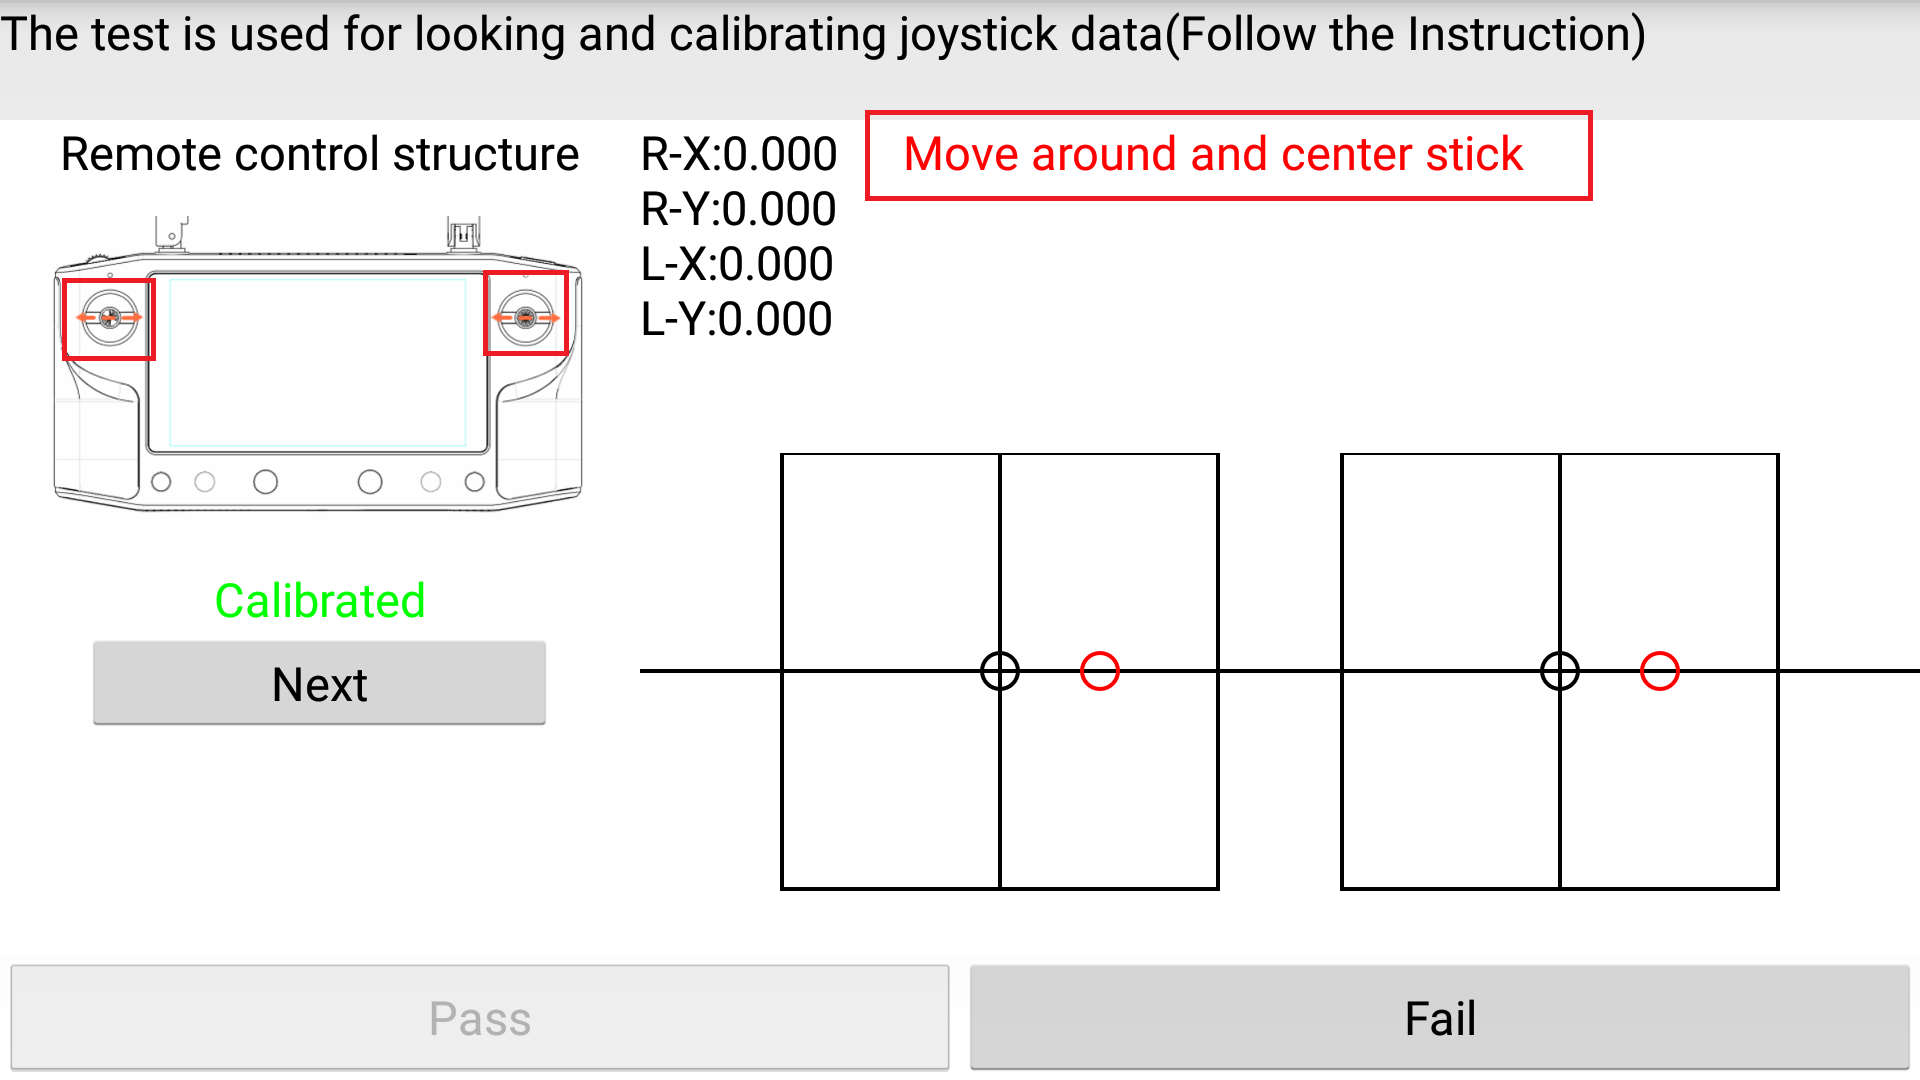 The test is used for looking and calibrating joystick data(Follow the Instruction)
Remote control structure
R-X:0.000
Move around and center stick
R-Y:0.000
L-X:0.000
L-Y:0.000
Calibrated
Next
Pass
Fail